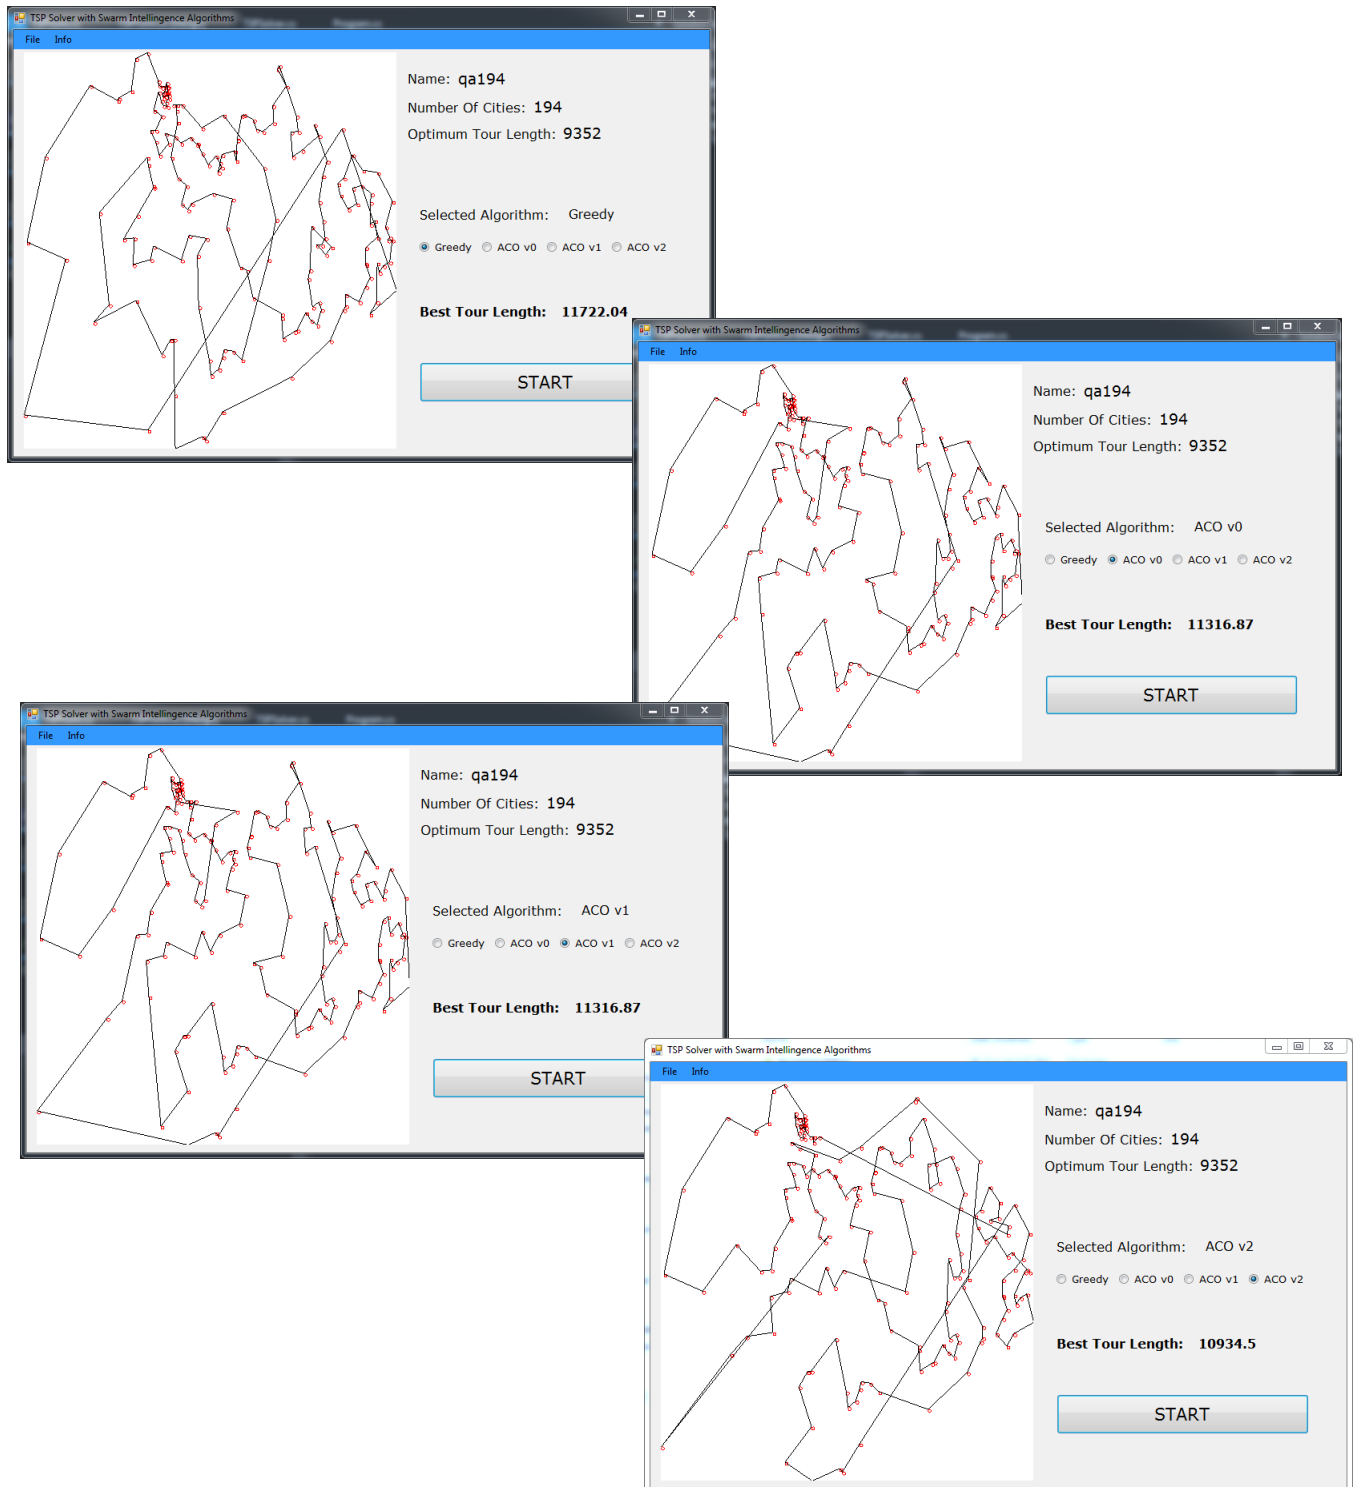 TSP Solver with Swarm Intellingence Algorithms
File Info
Name: qa194
Number Of Cities: 194
Optimum Tour Length: 9352
Selected Algorithm: Greedy
Greedy ACO v0 ACO v1 ACO v2
Best Tour Length: 11722.04
START
TSP Solver with Swarm Intellingence Algorithms
File Info
Name: qa194
Number Of Cities: 194
Optimum Tour Length: 9352
Selected Algorithm: ACO v0
Greedy ACO v0 ACO v1 ACO v2
Best Tour Length: 11316.87
START
TSP Solver with Swarm Intellingence Algorithms
File Info
Name: qa194
Number Of Cities: 194
Optimum Tour Length: 9352
Selected Algorithm: ACO v1
Greedy ACO v0 ACO v1 ACO v2
Best Tour Length: 11316.87
START
TSP Solver with Swarm Intellingence Algorithms
File Info
Name: qa194
Number Of Cities: 194
Optimum Tour Length: 9352
Selected Algorithm: ACO v2
Greedy ACO v0 ACO v1 ACO v2
Best Tour Length: 10934.5
START